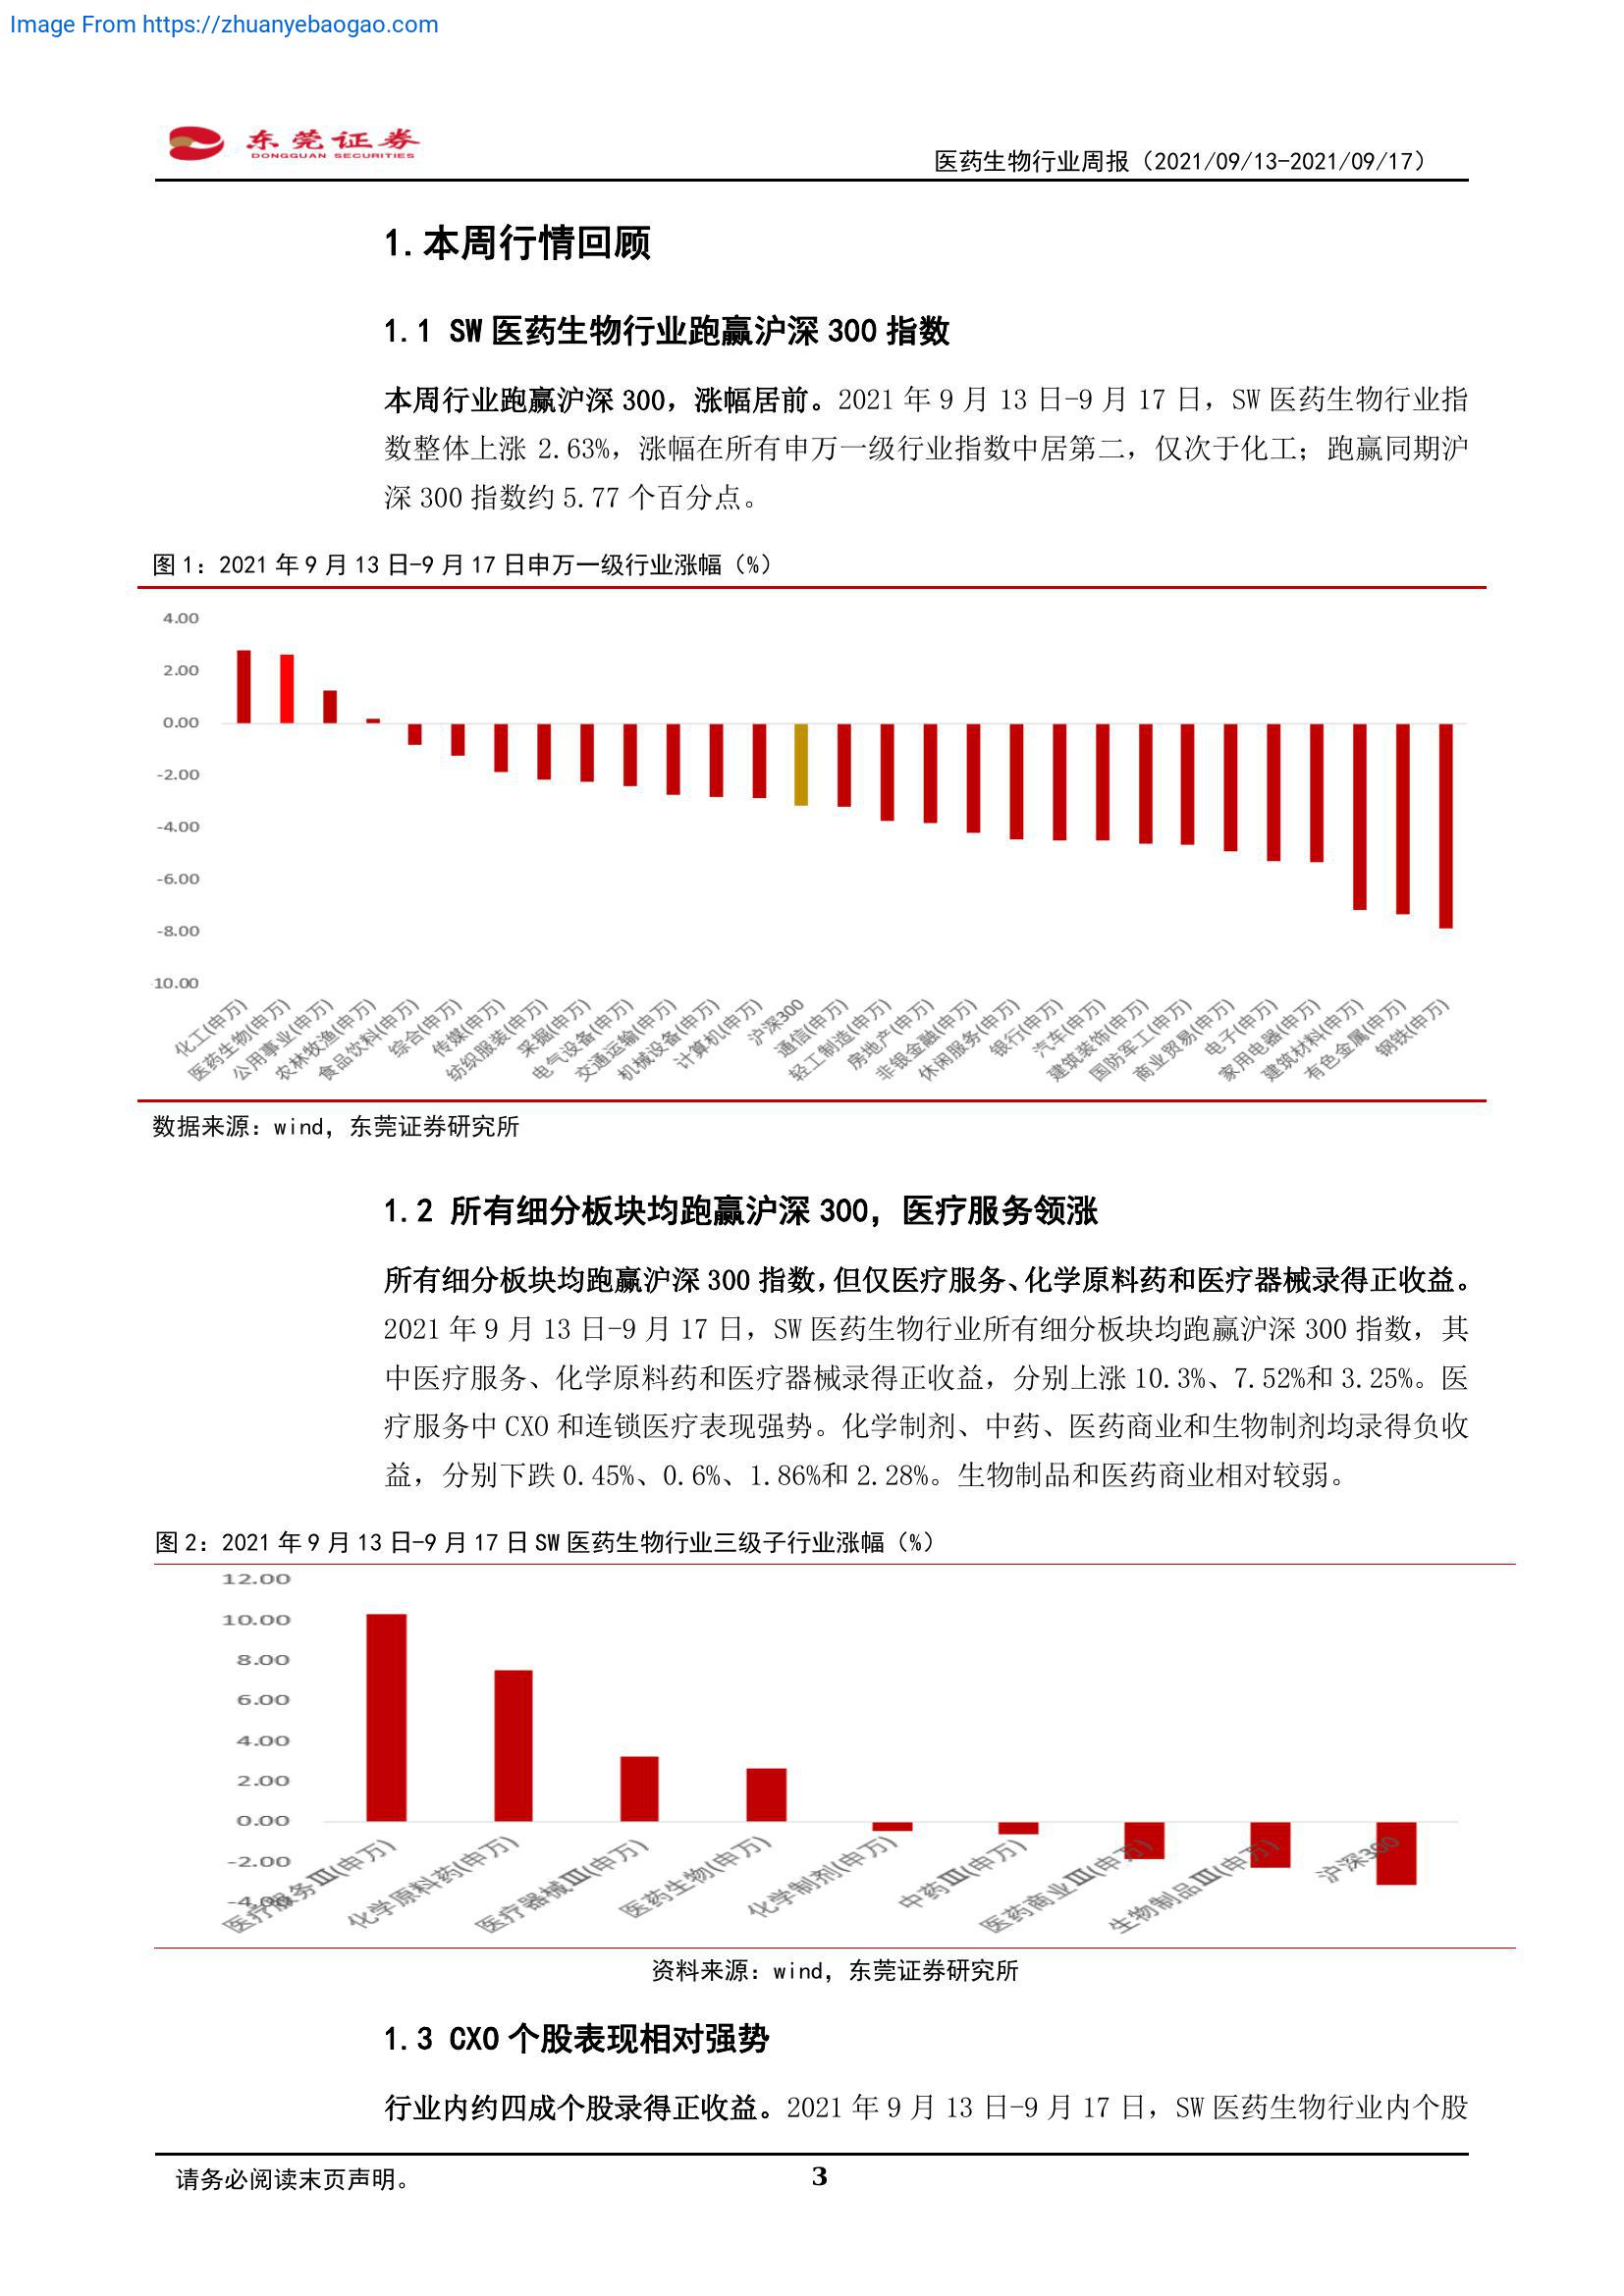 Image From https://zhuanyebaogao.com
东莞证券
DONGGUAN SECURITIES
医药生物行业周报（2021/09/13-2021/09/17）
1.本周行情回顾
1.1 SW 医药生物行业跑赢沪深 300 指数
本周行业跑赢沪深 300，涨幅居前。2021 年 9 月 13 日-9 月 17 日，SW 医药生物行业指
数整体上涨 2.63%，涨幅在所有申万一级行业指数中居第二，仅次于化工；跑赢同期沪
深 300 指数约 5.77 个百分点。
图 1：2021 年 9 月 13 日-9 月 17 日申万一级行业涨幅（%）
4.00
2.00
0.00
-2.00
-4.00
-6.00
-8.00
10.00
化工(申万)
医药生物(申万)
公用事业(申万)
农林牧渔(申万)
食品饮料(申万)
综合(申万)
传媒(申万)
纺织服装(申万)
采掘(申万)
电气设备(申万)
交通运输(申万)
机械设备(申万)
计算机(申万)
沪深300
通信(申万)
轻工制造(申万)
房地产(申万)
非银金融(申万)
休闲服务(申万)
银行(申万)
汽车(申万)
建筑装饰(申万)
国防军工(申万)
商业贸易(申万)
电子(申万)
家用电器(申万)
建筑材料(申万)
有色金属(申万)
钢铁(申万)
数据来源：wind，东莞证券研究所
1.2 所有细分板块均跑赢沪深 300，医疗服务领涨
所有细分板块均跑赢沪深 300 指数，但仅医疗服务、化学原料药和医疗器械录得正收益。
2021 年 9 月 13 日-9 月 17 日，SW 医药生物行业所有细分板块均跑赢沪深 300 指数，其
中医疗服务、化学原料药和医疗器械录得正收益，分别上涨 10.3%、7.52%和 3.25%。医
疗服务中 CXO 和连锁医疗表现强势。化学制剂、中药、医药商业和生物制剂均录得负收
益，分别下跌 0.45%、0.6%、1.86%和 2.28%。生物制品和医药商业相对较弱。
图 2：2021 年 9 月 13 日-9 月 17 日 SW 医药生物行业三级子行业涨幅（%）
12.00
10.00
8.00
6.00
4.00
2.00
0.00
-2.00
-4.00
医疗服务Ⅲ(申万)
化学原料药(申万)
医疗器械Ⅲ(申万)
医药生物(申万)
化学制剂(申万)
中药Ⅲ(申万)
医药商业Ⅲ(申万)
生物制品Ⅲ(申万)
沪深300
资料来源：wind，东莞证券研究所
1.3 CXO 个股表现相对强势
行业内约四成个股录得正收益。2021 年 9 月 13 日-9 月 17 日，SW 医药生物行业内个股
请务必阅读末页声明。
3